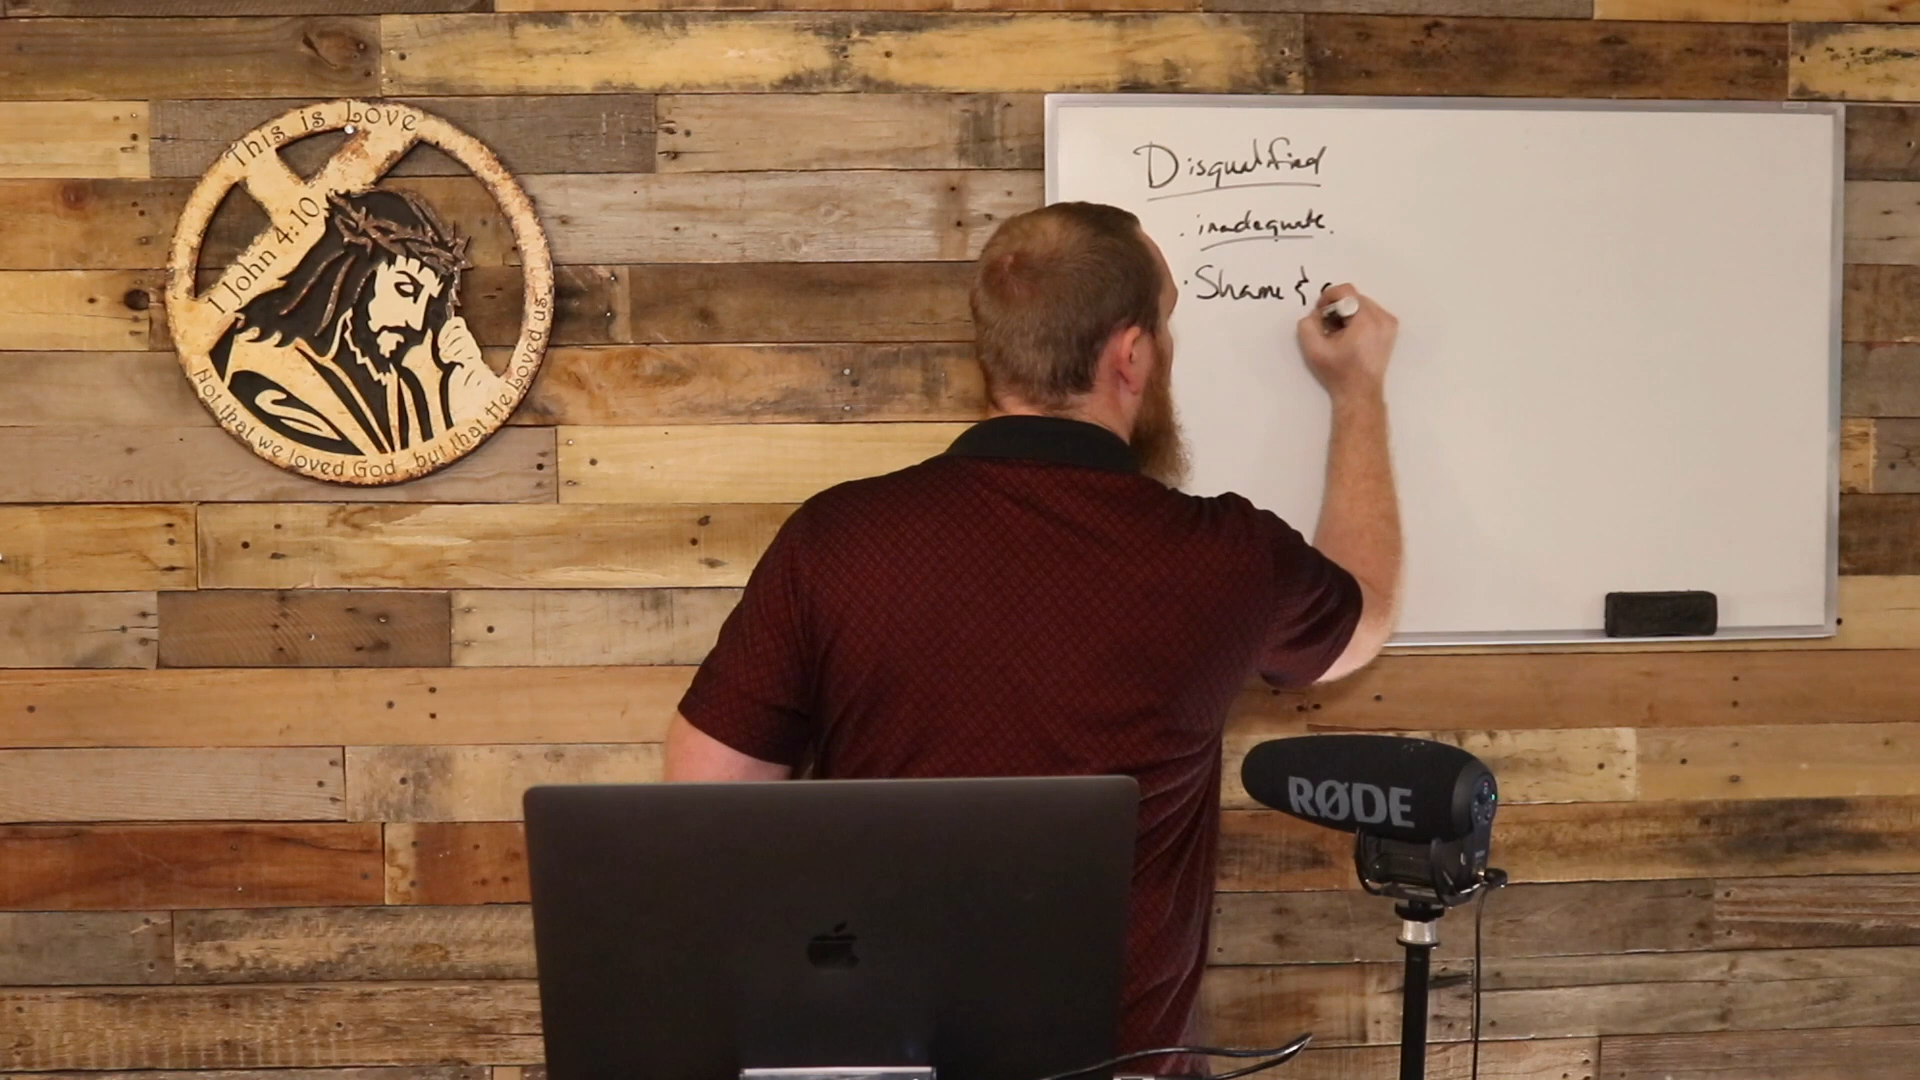 This is Love
1 John 4:10
Not that we loved God, but that He Loved us.
Disqualified
· inadequate.
· Shame &
RØDE